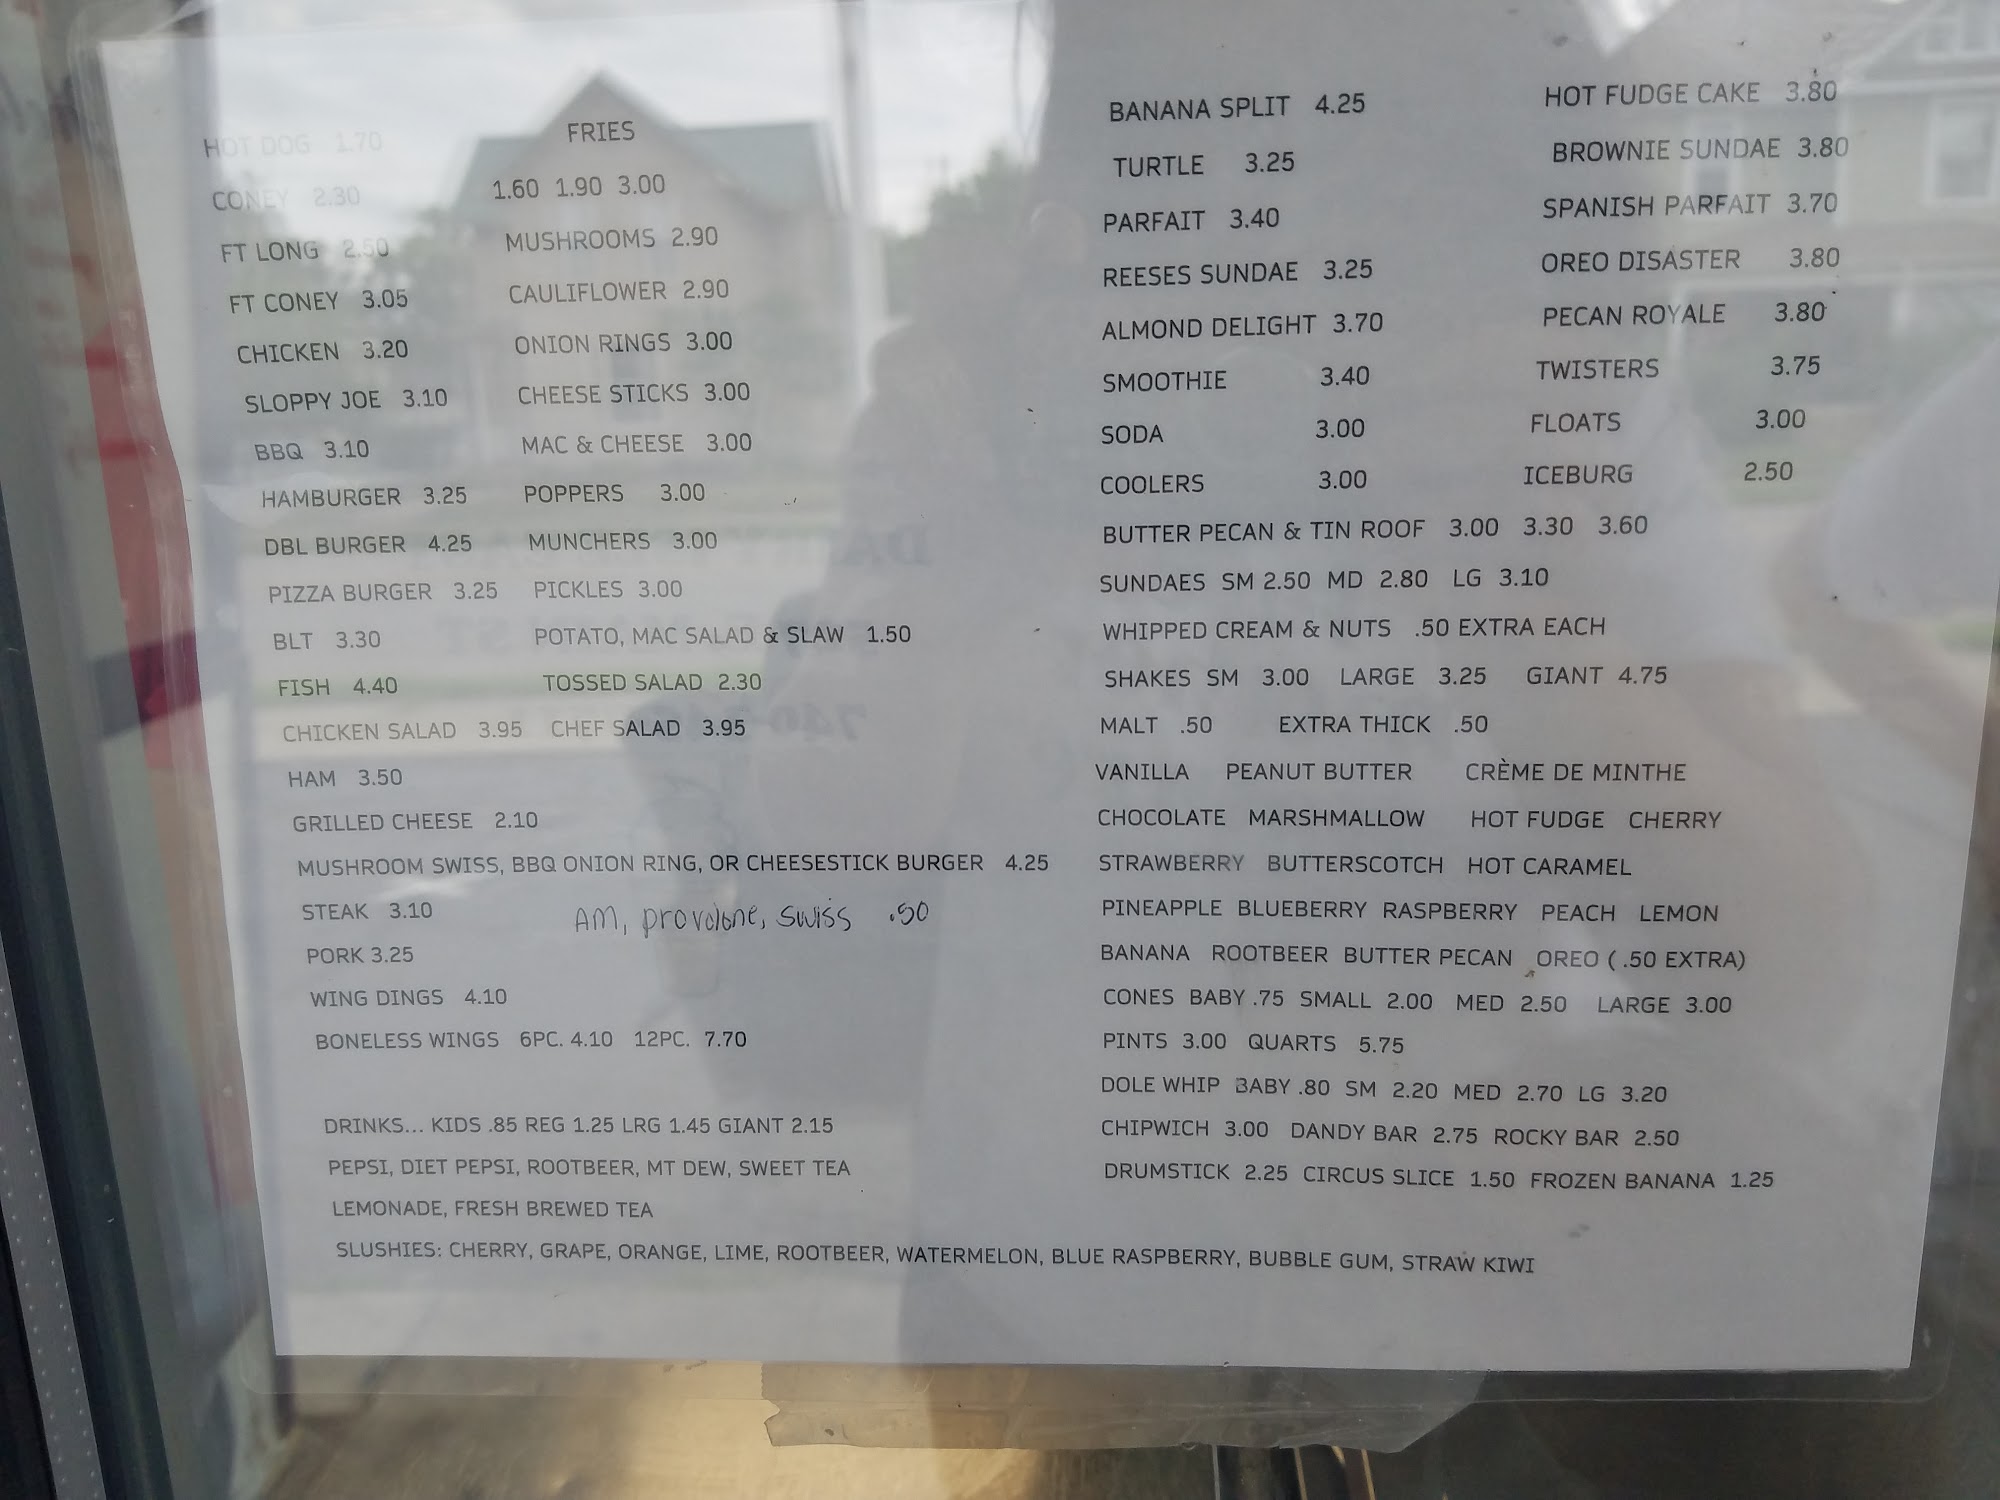 HOT DOG 1.70
CONEY 2.30
FT LONG 2.50
FT CONEY 3.05
CHICKEN 3.20
SLOPPY JOE 3.10
BBQ 3.10
HAMBURGER 3.25
DBL BURGER 4.25
PIZZA BURGER 3.25
BLT 3.30
FISH 4.40
CHICKEN SALAD 3.95
HAM 3.50
GRILLED CHEESE 2.10
MUSHROOM SWISS, BBQ ONION RING, OR CHEESESTICK BURGER 4.25
STEAK 3.10
AM, provolone, swiss .50
PORK 3.25
WING DINGS 4.10
BONELESS WINGS 6PC. 4.10 12PC. 7.70
FRIES
1.60 1.90 3.00
MUSHROOMS 2.90
CAULIFLOWER 2.90
ONION RINGS 3.00
CHEESE STICKS 3.00
MAC & CHEESE 3.00
POPPERS 3.00
MUNCHERS 3.00
PICKLES 3.00
POTATO, MAC SALAD & SLAW 1.50
TOSSED SALAD 2.30
CHEF SALAD 3.95
DRINKS... KIDS .85 REG 1.25 LRG 1.45 GIANT 2.15
PEPSI, DIET PEPSI, ROOTBEER, MT DEW, SWEET TEA
LEMONADE, FRESH BREWED TEA
SLUSHIES: CHERRY, GRAPE, ORANGE, LIME, ROOTBEER, WATERMELON, BLUE RASPBERRY, BUBBLE GUM, STRAW KIWI
BANANA SPLIT 4.25
TURTLE 3.25
PARFAIT 3.40
REESES SUNDAE 3.25
ALMOND DELIGHT 3.70
SMOOTHIE 3.40
SODA 3.00
COOLERS 3.00
HOT FUDGE CAKE 3.80
BROWNIE SUNDAE 3.80
SPANISH PARFAIT 3.70
OREO DISASTER 3.80
PECAN ROYALE 3.80
TWISTERS 3.75
FLOATS 3.00
ICEBURG 2.50
BUTTER PECAN & TIN ROOF 3.00 3.30 3.60
SUNDAES SM 2.50 MD 2.80 LG 3.10
WHIPPED CREAM & NUTS .50 EXTRA EACH
SHAKES SM 3.00 LARGE 3.25 GIANT 4.75
MALT .50 EXTRA THICK .50
VANILLA PEANUT BUTTER CRÈME DE MINTHE
CHOCOLATE MARSHMALLOW HOT FUDGE CHERRY
STRAWBERRY BUTTERSCOTCH HOT CARAMEL
PINEAPPLE BLUEBERRY RASPBERRY PEACH LEMON
BANANA ROOTBEER BUTTER PECAN OREO ( .50 EXTRA)
CONES BABY .75 SMALL 2.00 MED 2.50 LARGE 3.00
PINTS 3.00 QUARTS 5.75
DOLE WHIP BABY .80 SM 2.20 MED 2.70 LG 3.20
CHIPWICH 3.00 DANDY BAR 2.75 ROCKY BAR 2.50
DRUMSTICK 2.25 CIRCUS SLICE 1.50 FROZEN BANANA 1.25